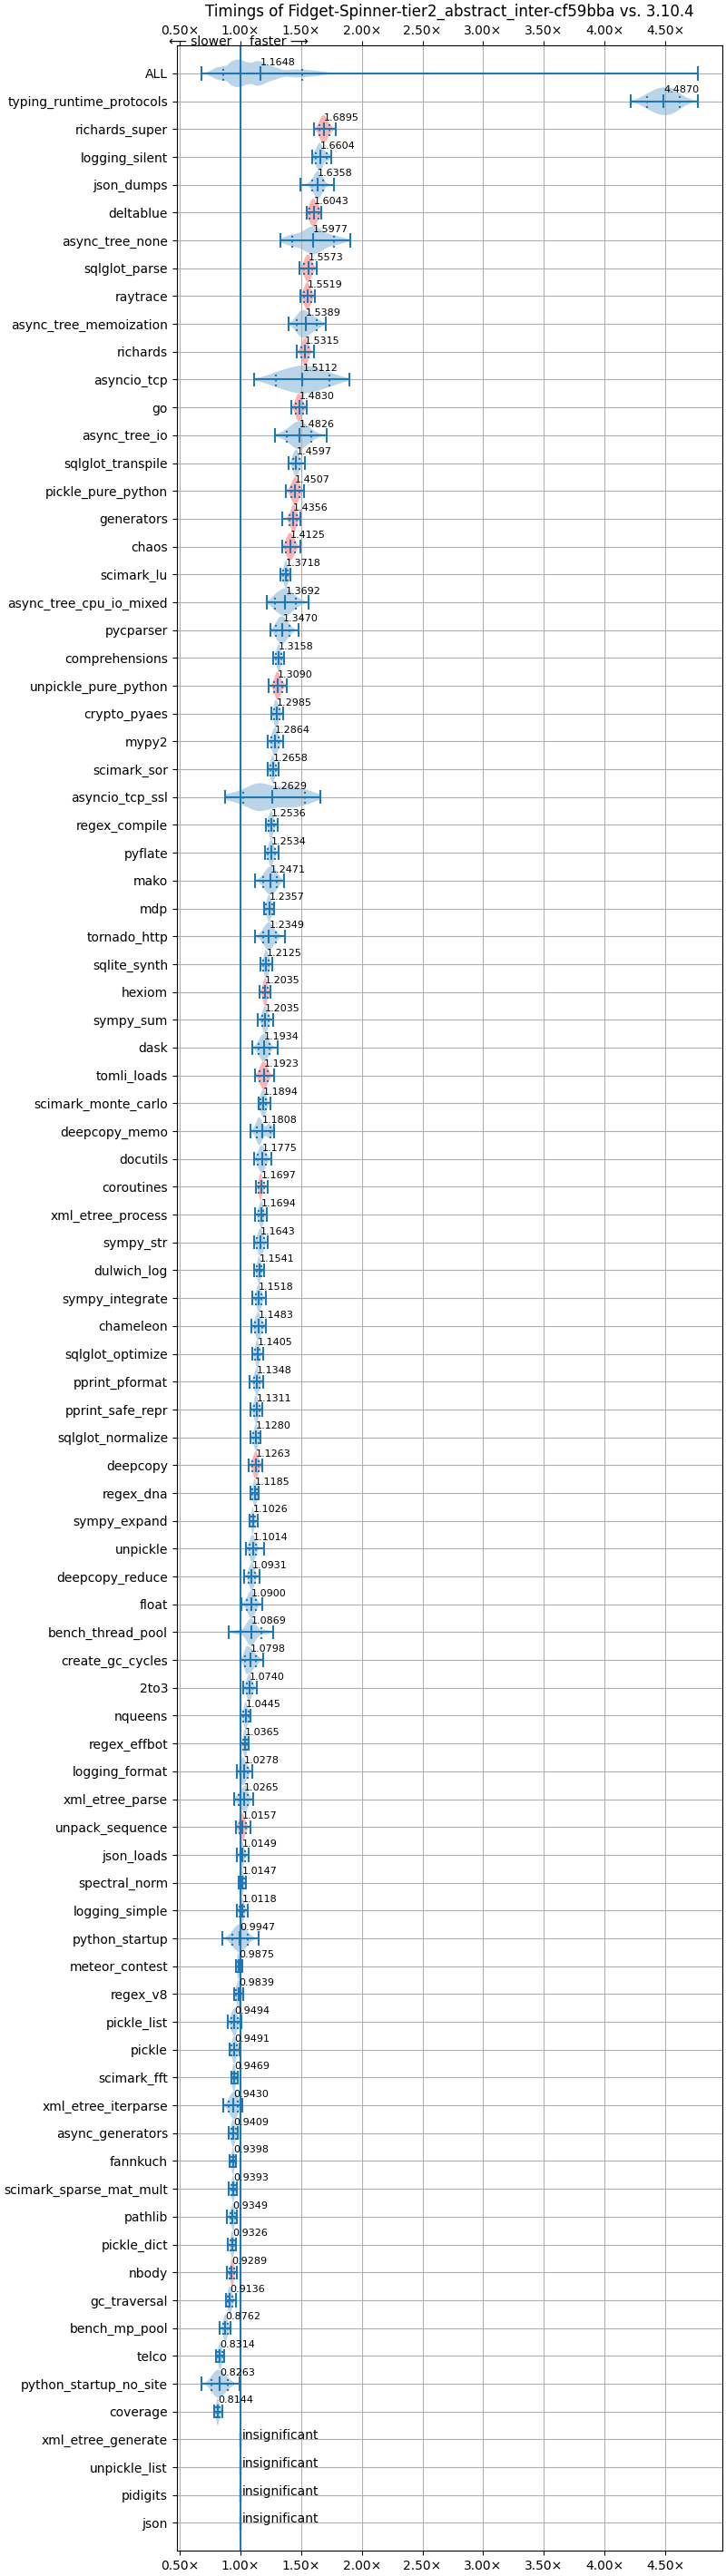 Timings of Fidget-Spinner-tier2_abstract_inter-cf59bba vs. 3.10.4
0.50× 1.00× 1.50× 2.00× 2.50× 3.00× 3.50× 4.00× 4.50×
← slower faster →
ALL 1.1648
typing_runtime_protocols 4.4870
richards_super 1.6895
logging_silent 1.6604
json_dumps 1.6358
deltablue 1.6043
async_tree_none 1.5977
sqlglot_parse 1.5573
raytrace 1.5519
async_tree_memoization 1.5389
richards 1.5315
asyncio_tcp 1.5112
go 1.4830
async_tree_io 1.4826
sqlglot_transpile 1.4597
pickle_pure_python 1.4507
generators 1.4356
chaos 1.4125
scimark_lu 1.3718
async_tree_cpu_io_mixed 1.3692
pycparser 1.3470
comprehensions 1.3158
unpickle_pure_python 1.3090
crypto_pyaes 1.2985
mypy2 1.2864
scimark_sor 1.2658
asyncio_tcp_ssl 1.2629
regex_compile 1.2536
pyflate 1.2534
mako 1.2471
mdp 1.2357
tornado_http 1.2349
sqlite_synth 1.2125
hexiom 1.2035
sympy_sum 1.2035
dask 1.1934
tomli_loads 1.1923
scimark_monte_carlo 1.1894
deepcopy_memo 1.1808
docutils 1.1775
coroutines 1.1697
xml_etree_process 1.1694
sympy_str 1.1643
dulwich_log 1.1541
sympy_integrate 1.1518
chameleon 1.1483
sqlglot_optimize 1.1405
pprint_pformat 1.1348
pprint_safe_repr 1.1311
sqlglot_normalize 1.1280
deepcopy 1.1263
regex_dna 1.1185
sympy_expand 1.1026
unpickle 1.1014
deepcopy_reduce 1.0931
float 1.0900
bench_thread_pool 1.0869
create_gc_cycles 1.0798
2to3 1.0740
nqueens 1.0445
regex_effbot 1.0365
logging_format 1.0278
xml_etree_parse 1.0265
unpack_sequence 1.0157
json_loads 1.0149
spectral_norm 1.0147
logging_simple 1.0118
python_startup 0.9947
meteor_contest 0.9875
regex_v8 0.9839
pickle_list 0.9494
pickle 0.9491
scimark_fft 0.9469
xml_etree_iterparse 0.9430
async_generators 0.9409
fannkuch 0.9398
scimark_sparse_mat_mult 0.9393
pathlib 0.9349
pickle_dict 0.9326
nbody 0.9289
gc_traversal 0.9136
bench_mp_pool 0.8762
telco 0.8314
python_startup_no_site 0.8263
coverage 0.8144
xml_etree_generate insignificant
unpickle_list insignificant
pidigits insignificant
json insignificant
0.50× 1.00× 1.50× 2.00× 2.50× 3.00× 3.50× 4.00× 4.50×